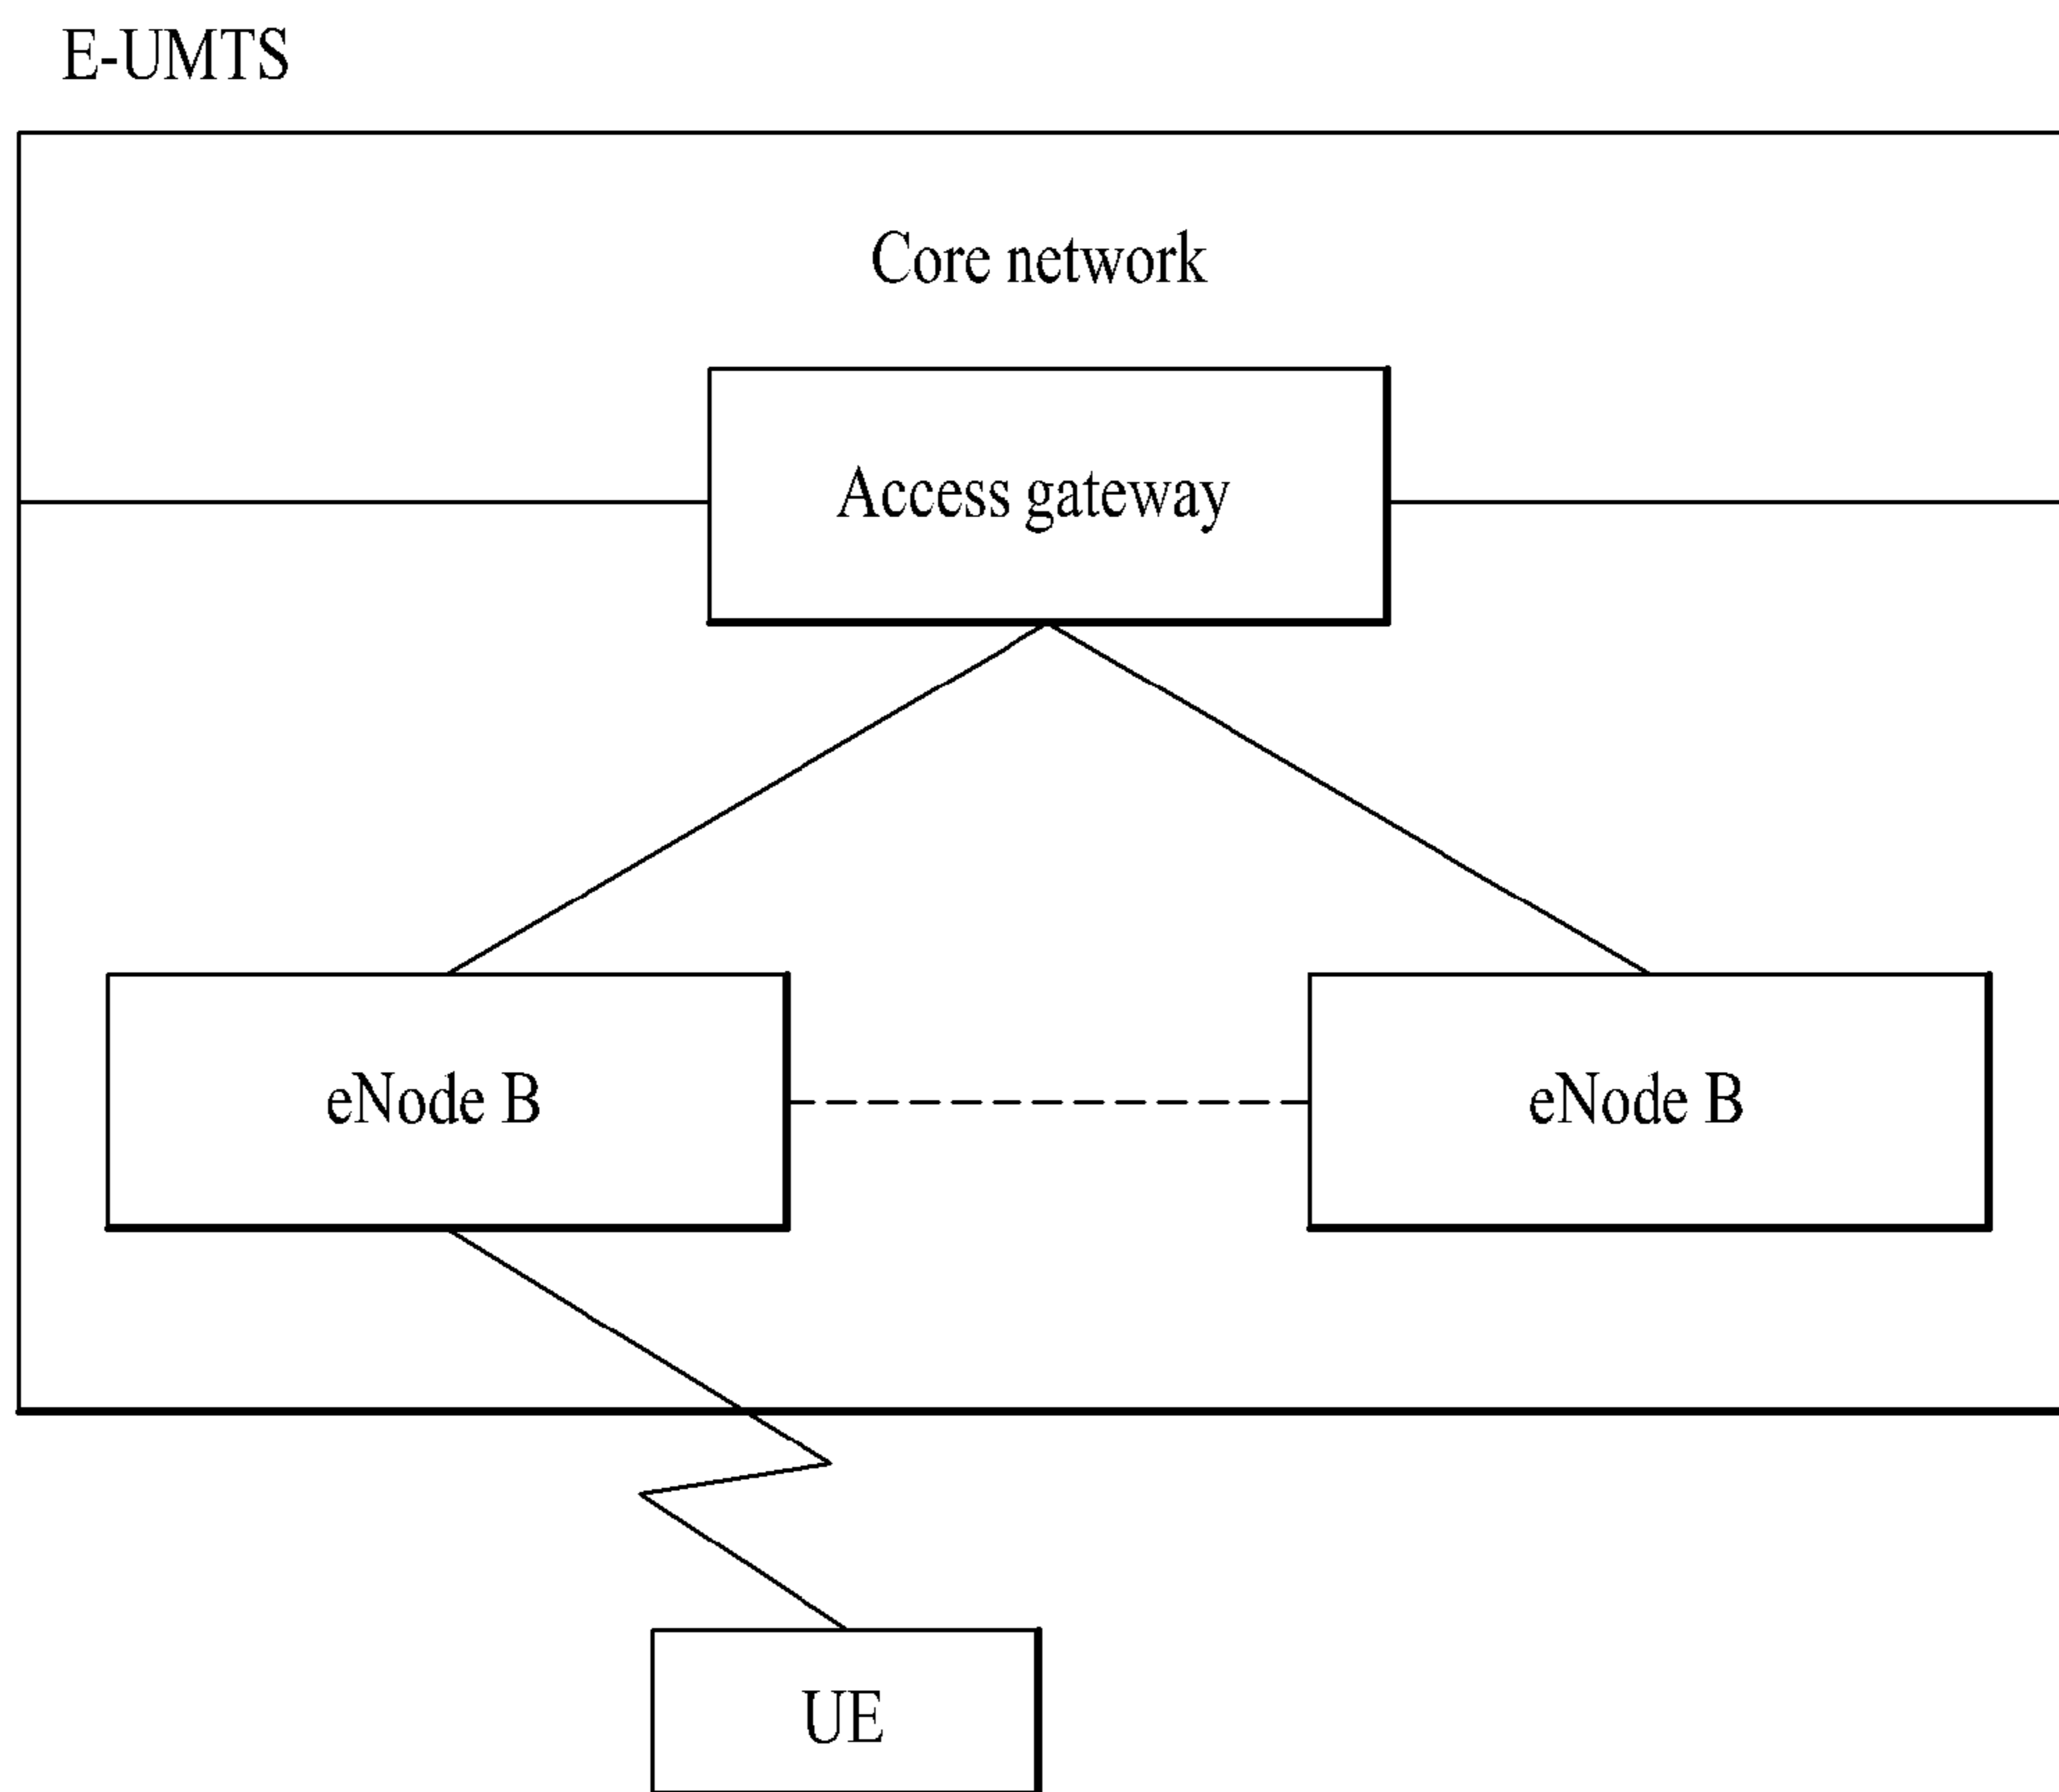 E-UMTS
Core network
Access gateway
eNode B
eNode B
UE